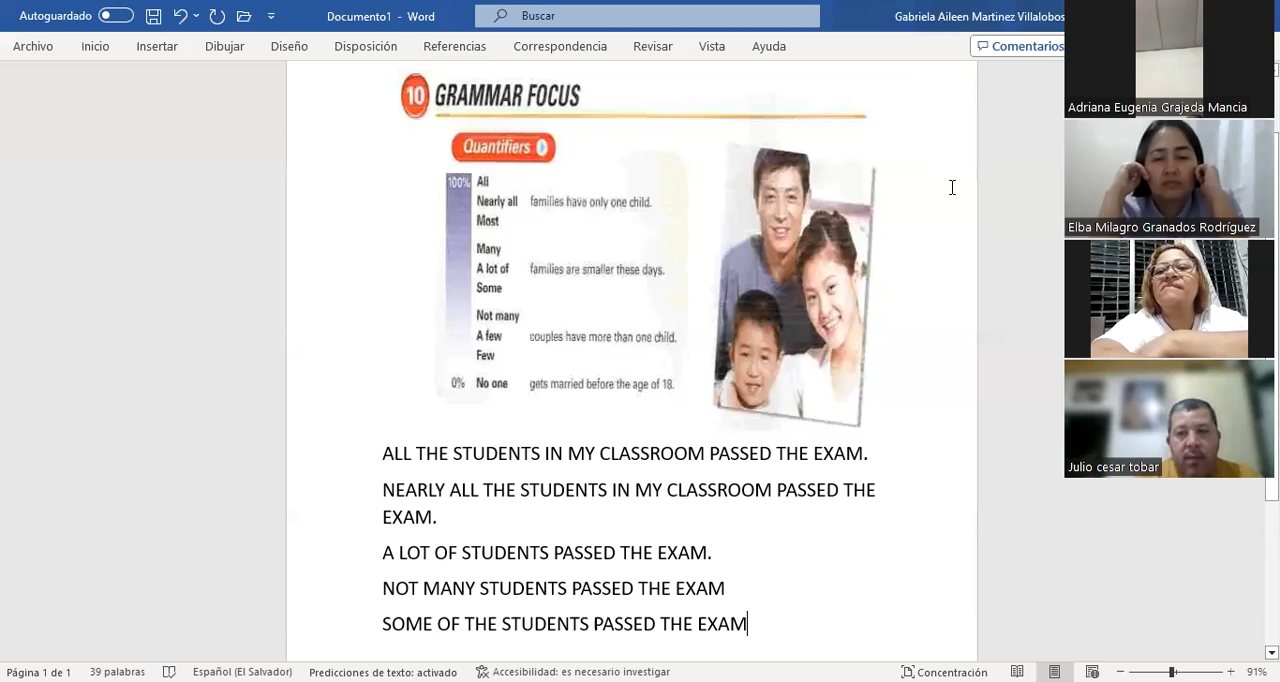 Autoguardado
Documento1 - Word
Buscar
Gabriela Aileen Martinez Villalobos
Archivo Inicio Insertar Dibujar Diseño Disposición Referencias Correspondencia Revisar Vista Ayuda
Comentarios
10 GRAMMAR FOCUS
Quantifiers
100% All
Nearly all families have only one child.
Most
Many
A lot of families are smaller these days.
Some
Not many
A few couples have more than one child.
Few
0% No one gets married before the age of 18.
ALL THE STUDENTS IN MY CLASSROOM PASSED THE EXAM.
NEARLY ALL THE STUDENTS IN MY CLASSROOM PASSED THE
EXAM.
A LOT OF STUDENTS PASSED THE EXAM.
NOT MANY STUDENTS PASSED THE EXAM
SOME OF THE STUDENTS PASSED THE EXAM
Adriana Eugenia Grajeda Mancia
Elba Milagro Granados Rodríguez
Julio cesar tobar
Página 1 de 1 39 palabras Español (El Salvador) Predicciones de texto: activado Accesibilidad: es necesario investigar Concentración 91%